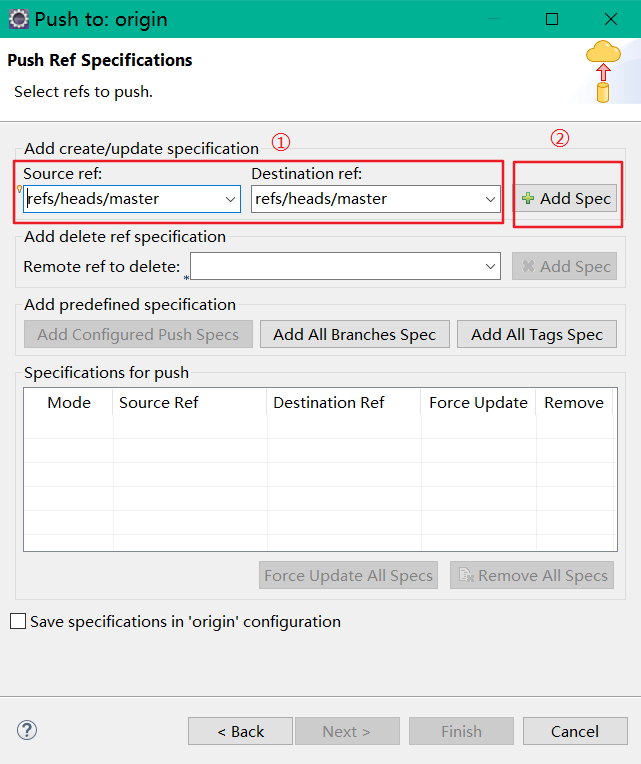 Push to: origin
Push Ref Specifications
Select refs to push.
Add create/update specification ① ②
Source ref: Destination ref:
refs/heads/master refs/heads/master Add Spec
Add delete ref specification
Remote ref to delete: * Add Spec
Add predefined specification
Add Configured Push Specs Add All Branches Spec Add All Tags Spec
Specifications for push
Mode Source Ref Destination Ref Force Update Remove
Force Update All Specs Remove All Specs
Save specifications in 'origin' configuration
? < Back Next > Finish Cancel